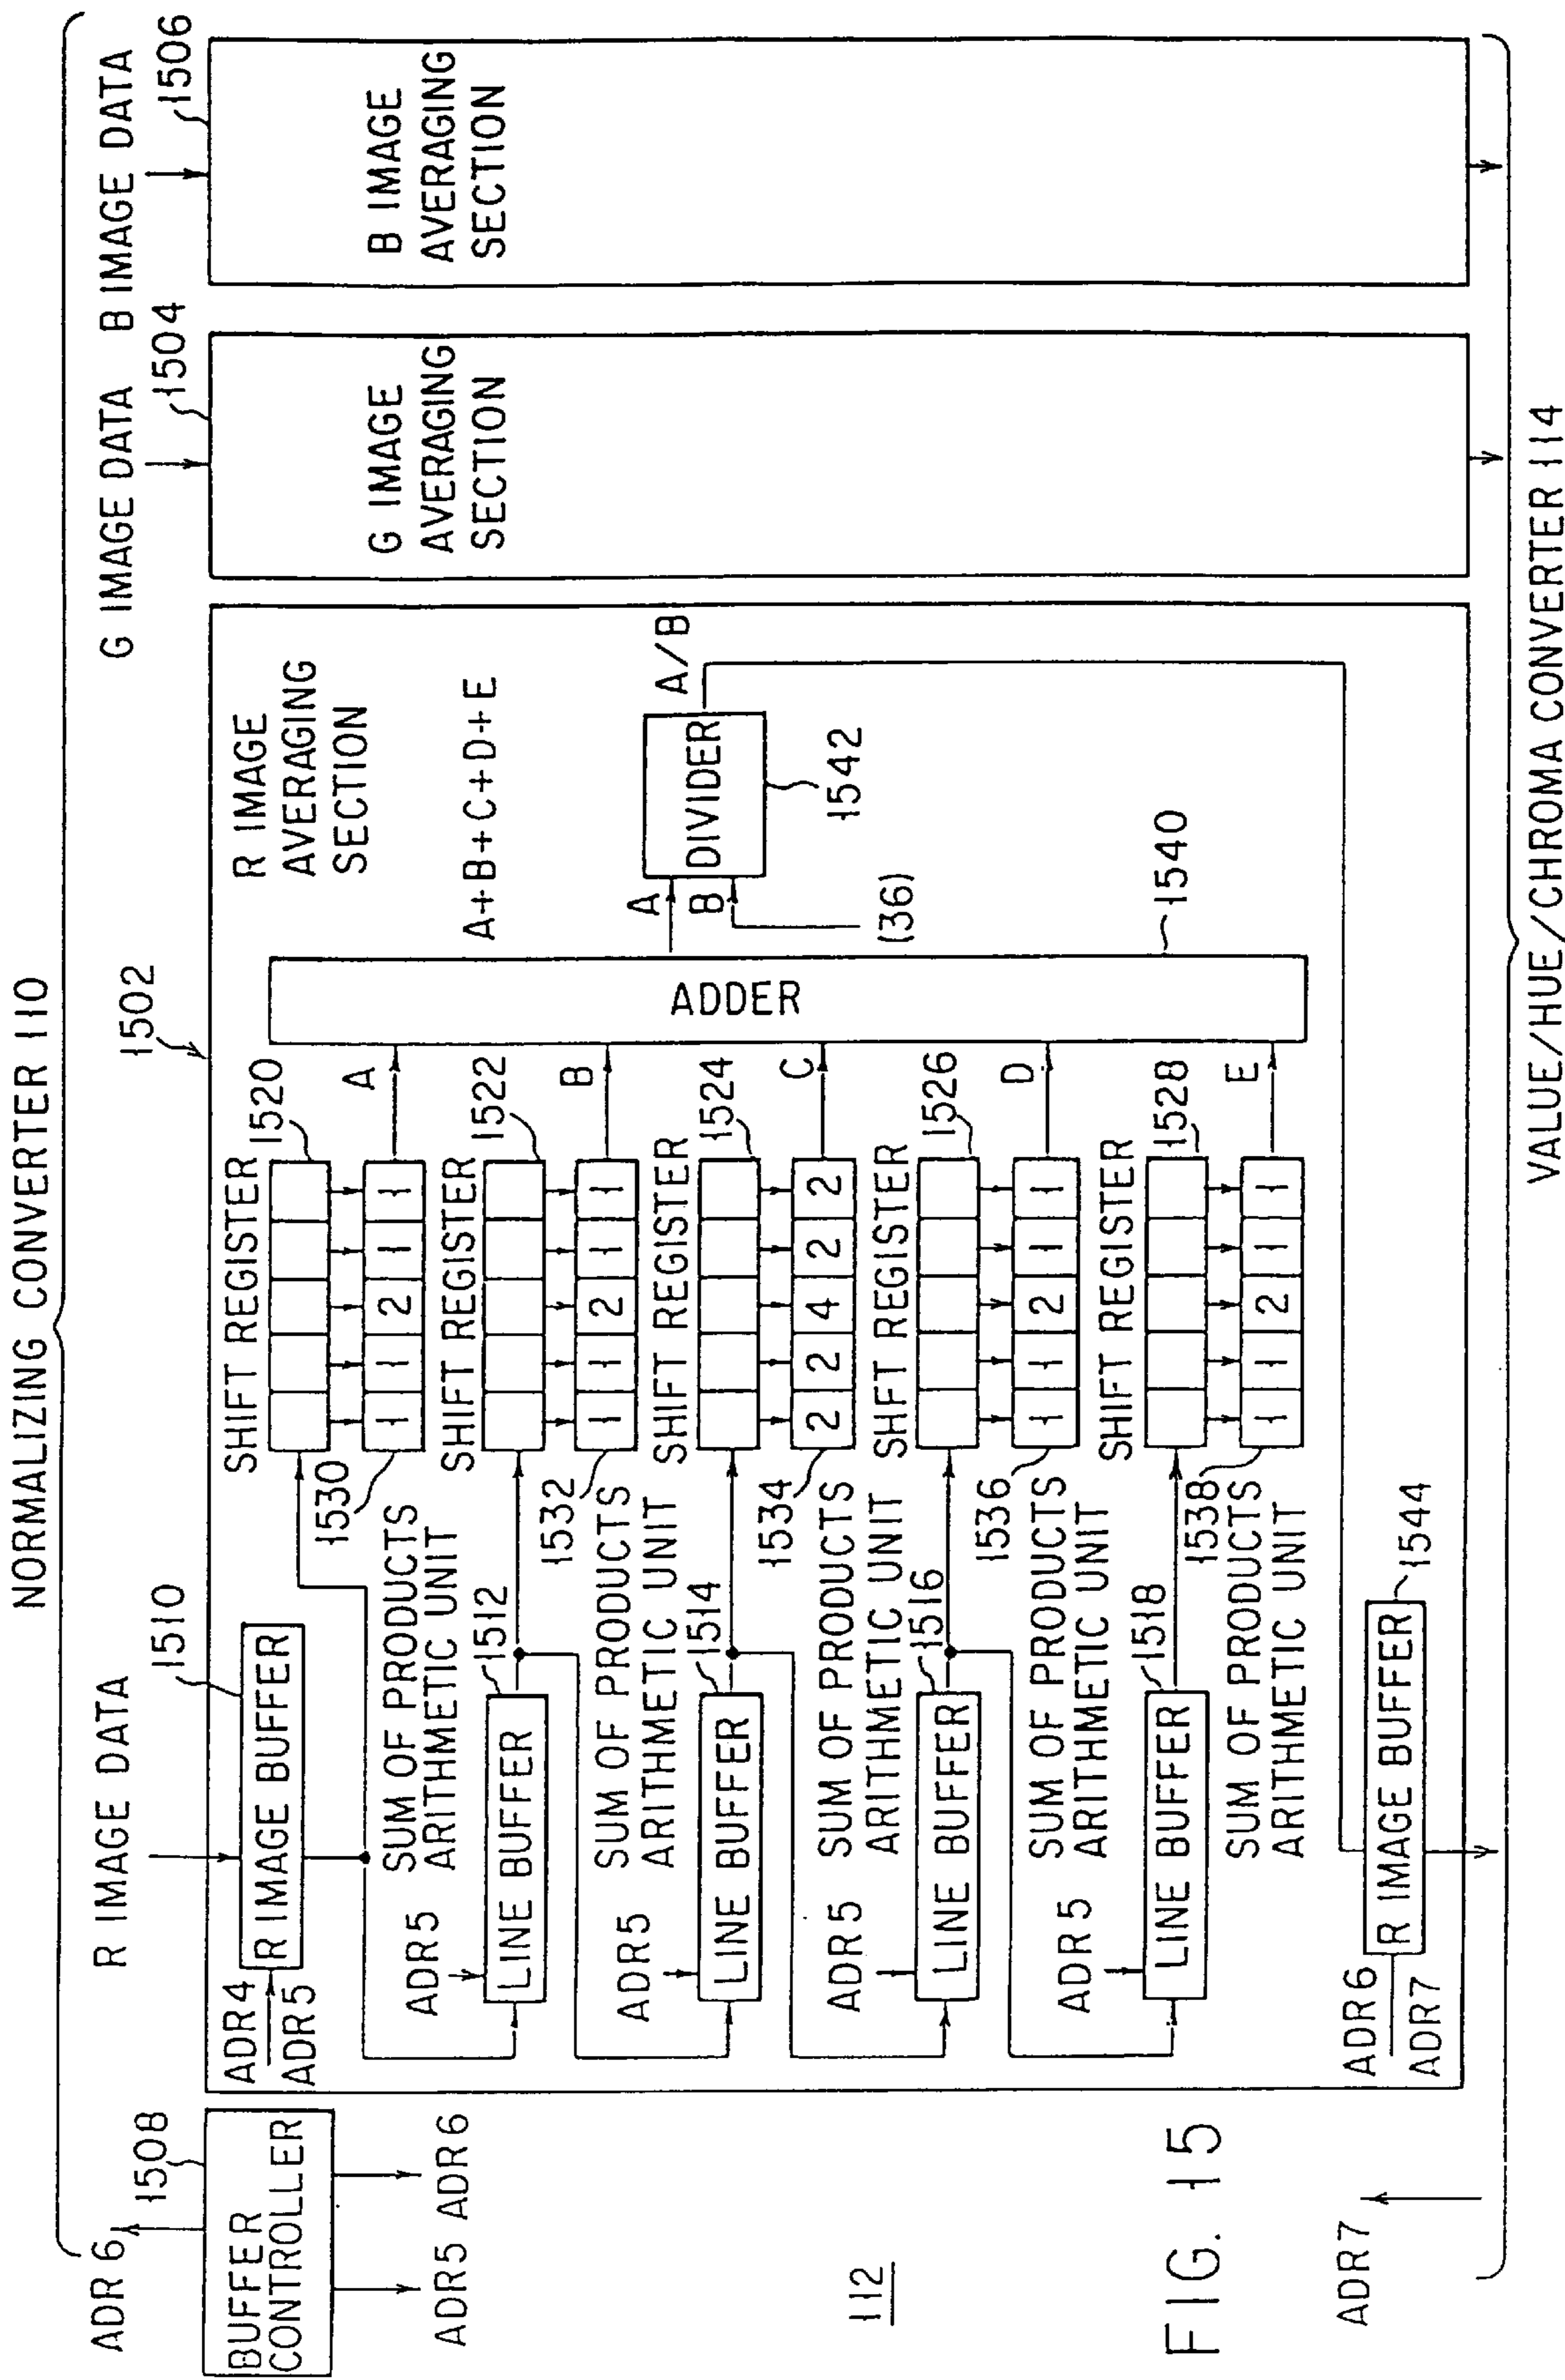 NORMALIZING CONVERTER 110
ADR 6
1508
BUFFER
CONTROLLER
ADR5 ADR6
R IMAGE DATA
G IMAGE DATA
B IMAGE DATA
1510
1502
1504
1506
ADR4
ADR5
R IMAGE BUFFER
SHIFT REGISTER
1520
1 1 2 1 1
1530
A
R IMAGE
AVERAGING
SECTION
G IMAGE
AVERAGING
SECTION
B IMAGE
AVERAGING
SECTION
SUM OF PRODUCTS
ARITHMETIC UNIT
ADR5
1512
LINE BUFFER
SHIFT REGISTER
1522
1 1 2 1 1
1532
B
A+B+C+D+E
SUM OF PRODUCTS
ARITHMETIC UNIT
ADR5
1514
LINE BUFFER
SHIFT REGISTER
1524
2 2 4 2 2
1534
C
ADDER
A
B
DIVIDER
A/B
1542
(36)
1540
SUM OF PRODUCTS
ARITHMETIC UNIT
ADR5
1516
LINE BUFFER
SHIFT REGISTER
1526
1 1 2 1 1
1536
D
SUM OF PRODUCTS
ARITHMETIC UNIT
ADR5
1518
LINE BUFFER
SHIFT REGISTER
1528
1 1 2 1 1
1538
E
SUM OF PRODUCTS
ARITHMETIC UNIT
ADR6
ADR7
R IMAGE BUFFER
1544
112
FIG. 15
ADR7
VALUE/HUE/CHROMA CONVERTER 114